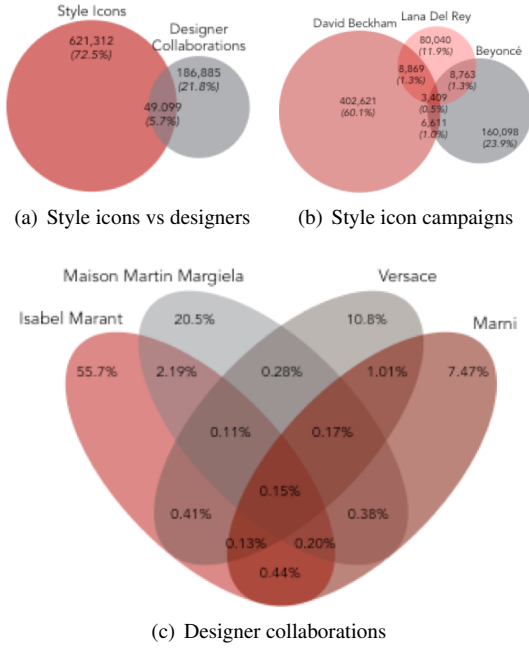 Style Icons
621,312
(72.5%)
Designer
Collaborations
186,885
(21.8%)
49,099
(5.7%)
(a) Style icons vs designers
David Beckham
Lana Del Rey
Beyoncé
80,040
(11.9%)
8,869
(1.3%)
8,763
(1.3%)
402,621
(60.1%)
3,409
(0.5%)
6,611
(1.0%)
160,098
(23.9%)
(b) Style icon campaigns
Maison Martin Margiela
Versace
Isabel Marant
Marni
20.5%
10.8%
55.7%
2.19%
0.28%
1.01%
7.47%
0.11%
0.17%
0.15%
0.41%
0.38%
0.13%
0.20%
0.44%
(c) Designer collaborations